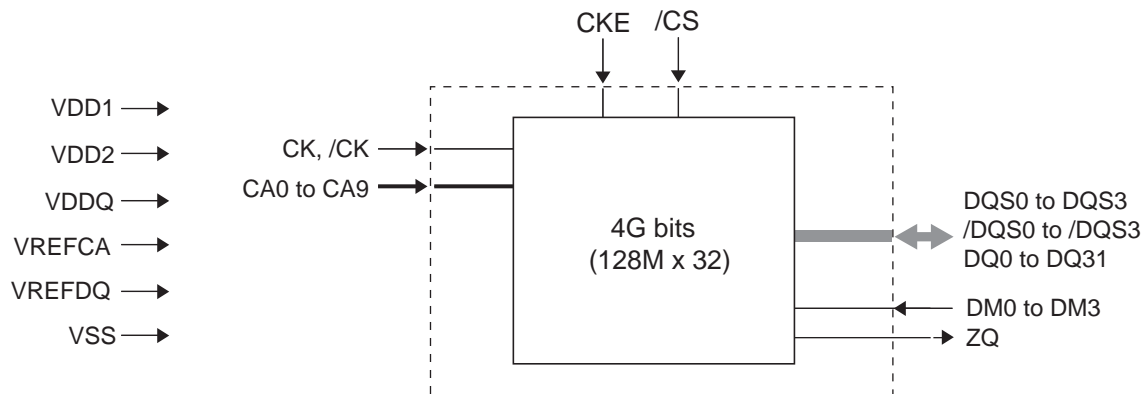 CKE
/CS
VDD1
VDD2
VDDQ
VREFCA
VREFDQ
VSS
CK, /CK
CA0 to CA9
4G bits
(128M x 32)
DQS0 to DQS3
/DQS0 to /DQS3
DQ0 to DQ31
DM0 to DM3
ZQ